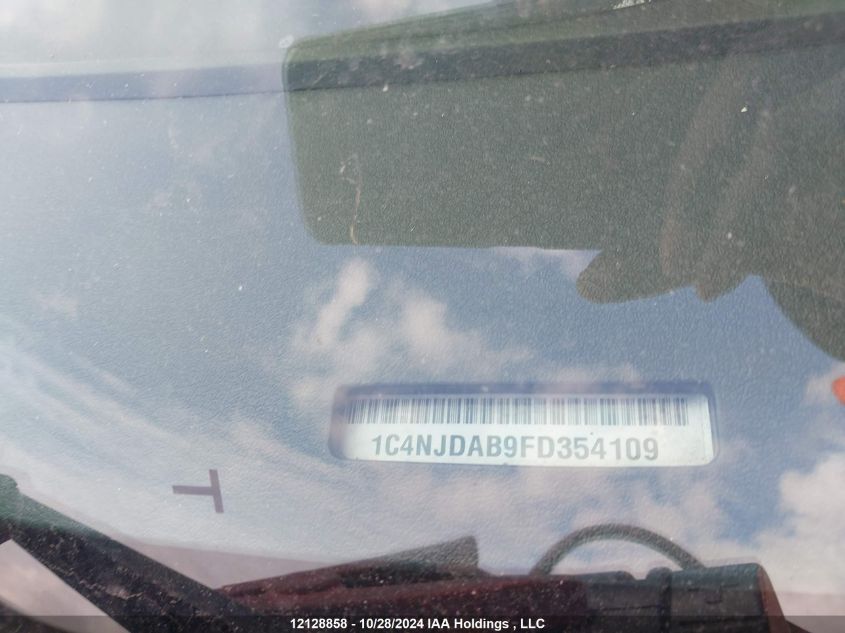 1C4NJDAB9FD354109
T
12128858 - 10/28/2024 IAA Holdings , LLC